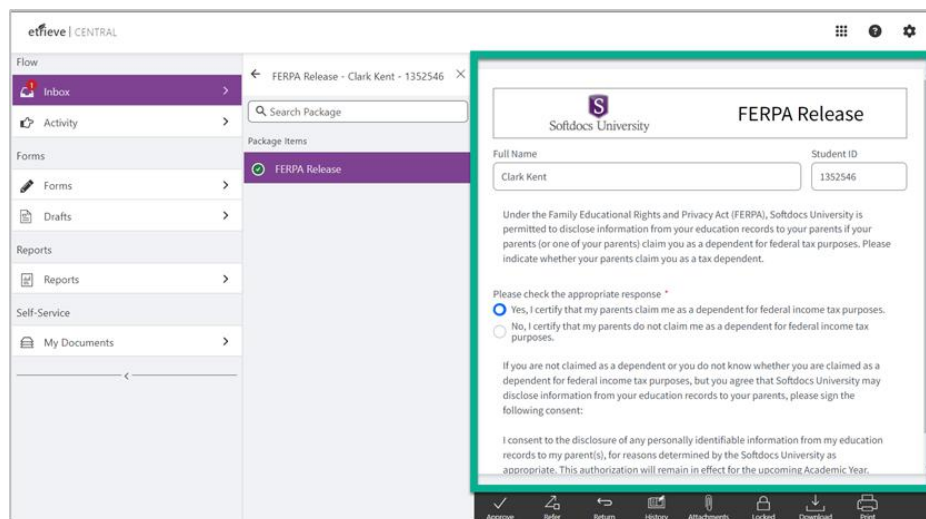 etrieve | CENTRAL
Flow
1
Inbox
Activity
Forms
Forms
Drafts
Reports
Reports
Self-Service
My Documents
FERPA Release - Clark Kent - 1352546
Search Package
Package Items
FERPA Release
S
Softdocs University
FERPA Release
Full Name
Student ID
Clark Kent
1352546
Under the Family Educational Rights and Privacy Act (FERPA), Softdocs University is
permitted to disclose information from your education records to your parents if your
parents (or one of your parents) claim you as a dependent for federal tax purposes. Please
indicate whether your parents claim you as a tax dependent.
Please check the appropriate response *
Yes, I certify that my parents claim me as a dependent for federal income tax purposes.
No, I certify that my parents do not claim me as a dependent for federal income tax
purposes.
If you are not claimed as a dependent or you do not know whether you are claimed as a
dependent for federal income tax purposes, but you agree that Softdocs University may
disclose information from your education records to your parents, please sign the
following consent:
I consent to the disclosure of any personally identifiable information from my education
records to my parent(s), for reasons determined by the Softdocs University as
appropriate. This authorization will remain in effect for the upcoming Academic Year.
Approve
Refer
Return
History
Attachments
Locked
Download
Print